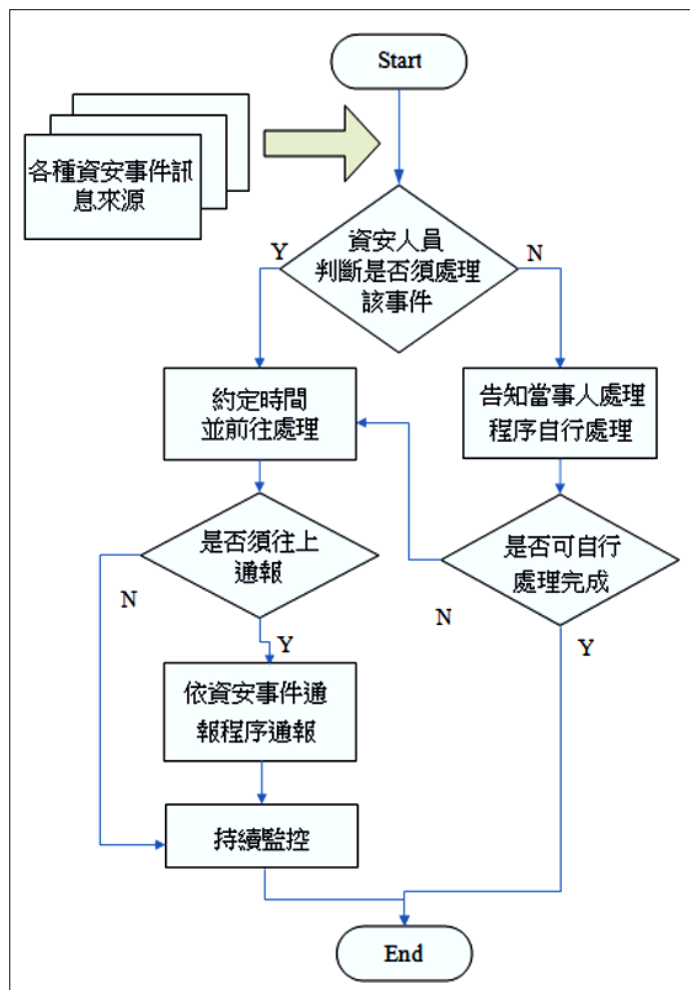 Start
各種資安事件訊
息來源
資安人員
判斷是否須處理
該事件
Y
N
約定時間
並前往處理
告知當事人處理
程序自行處理
是否須往上
通報
是否可自行
處理完成
N
Y
N
Y
依資安事件通
報程序通報
持續監控
End